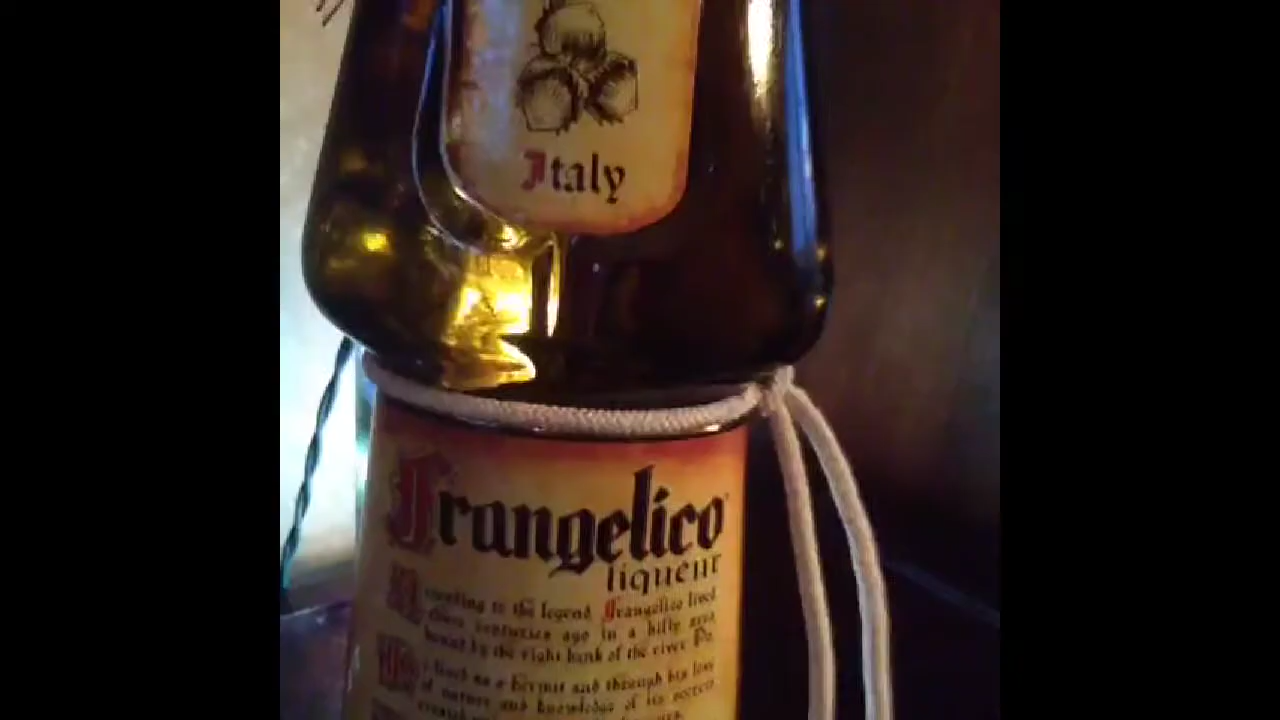 Italy
Frangelico
liqueur
According to the legend, Frangelico lived
three centuries ago in a hilly area
bound by the right bank of the river Po.
He lived as a hermit and through his love
of nature and knowledge of its secrets